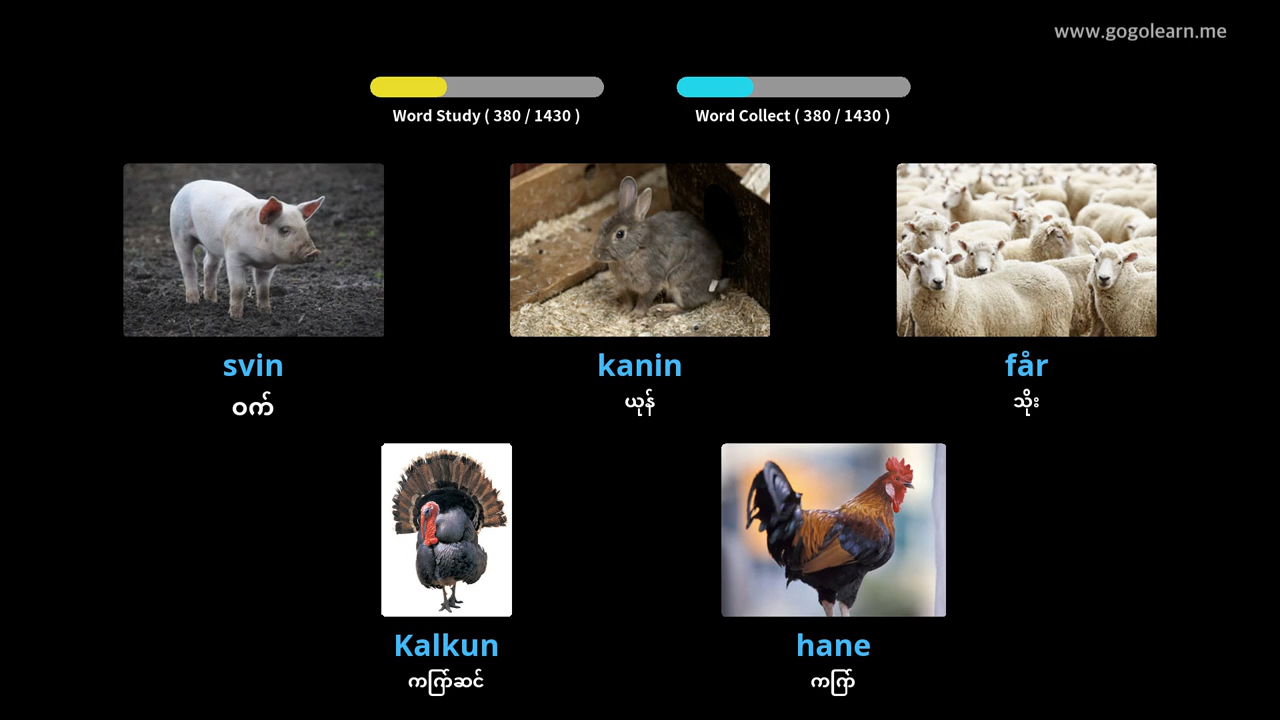 www.gogolearn.me
Word Study ( 380 / 1430 )
Word Collect ( 380 / 1430 )
svin
ဝက်
kanin
ယုန်
får
သိုး
Kalkun
ကြက်ဆင်
hane
ကြက်